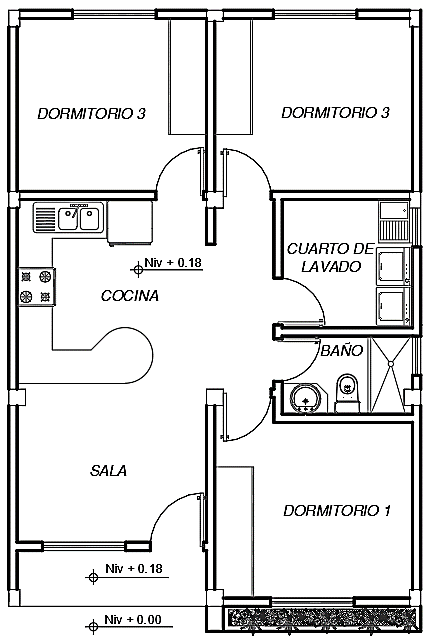 DORMITORIO 3
DORMITORIO 3
CUARTO DE
LAVADO
Niv + 0.18
COCINA
BAÑO
SALA
DORMITORIO 1
Niv + 0.18
Niv + 0.00